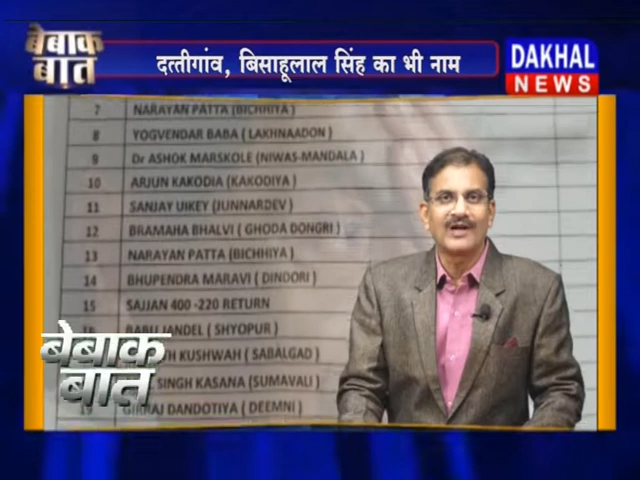 बेबाक
बात
दत्तीगांव, बिसाहूलाल सिंह का भी नाम
DAKHAL
NEWS
7 NARAYAN PATTA (BICHHIYA)
8 YOGVENDAR BABA ( LAKHNAADON)
9 Dr ASHOK MARSKOLE (NIWAS-MANDALA )
10 ARJUN KAKODIA (KAKODIYA)
11 SANJAY UIKEY (JUNNARDEV )
12 BRAMAHA BHALVI ( GHODA DONGRI )
13 NARAYAN PATTA (BICHHIYA)
14 BHUPENDRA MARAVI ( DINDORI )
15 SAJJAN 400 -220 RETURN
BABU JANDEL ( SHYOPUR )
KUSHWAH ( SABALGAD )
SINGH KASANA (SUMAVALI )
DANDOTIYA ( DEEMNI )
बेबाक
बात